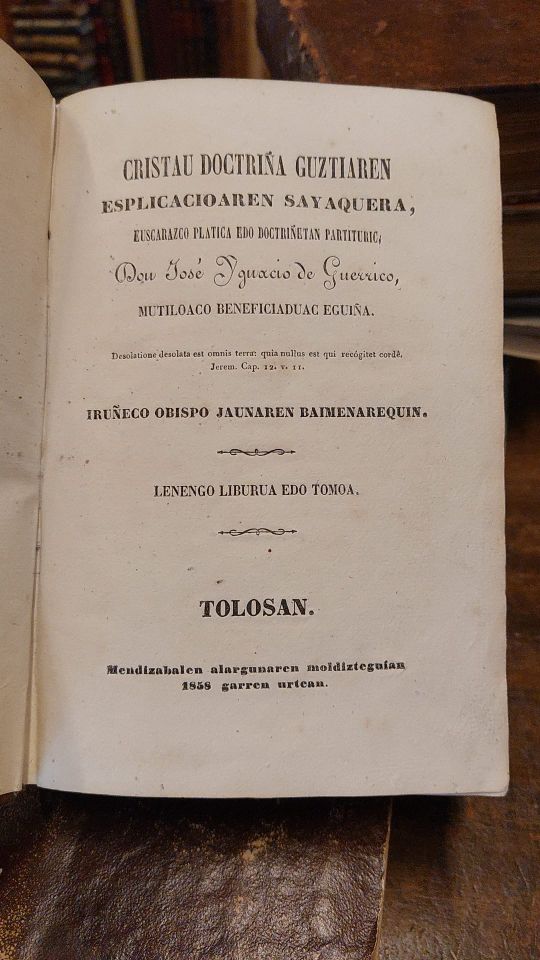 CRISTAU DOCTRIÑA GUZTIAREN
ESPLICACIOAREN SAYAQUERA,
EUSCARAZCO PLATICA EDO DOCTRIÑETAN PARTITURIC;
Don José Ygnacio de Guerrico,
MUTILOACO BENEFICIADUAC EGUIÑA.
Desolatione desolata est omnis terra: quia nullus est qui recógitet corde.
Jerem. Cap. 12. v. 11.
IRUÑECO OBISPO JAUNAREN BAIMENAREQUIN.
LENENGO LIBURUA EDO TOMOA.
TOLOSAN.
Mendizabalen alargunaren moldizteguian
1858 garren urtean.